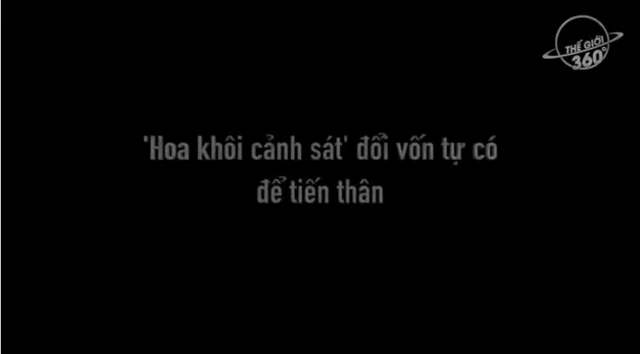 THẾ GIỚI
360°
'Hoa khôi cảnh sát' đổi vốn tự có
để tiến thân